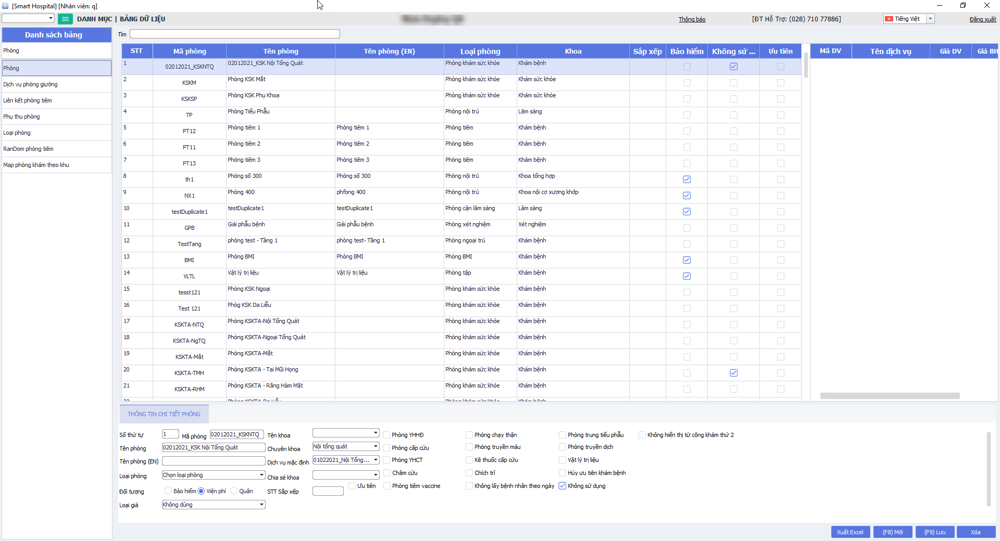 [Smart Hospital] [Nhân viên: q]
DANH MỤC | BẢNG DỮ LIỆU
Thông báo
[ĐT Hỗ Trợ: (028) 710 77886]
Tiếng Việt
Đăng xuất
Danh sách bảng
Phòng
Phòng
Dịch vụ phòng giường
Liên kết phòng tiêm
Phụ thu phòng
Loại phòng
RanDom phòng tiêm
Map phòng khám theo khu
Tìm
STT Mã phòng Tên phòng Tên phòng (EN) Loại phòng Khoa Sắp xếp Bảo hiểm Không sử ... Ưu tiên
1 02012021_KSKNTQ 02012021_KSK Nội Tổng Quát Phòng khám sức khỏe Khám bệnh
2 KSKM Phòng KSK Mắt Phòng khám sức khỏe Khám sức khỏe
3 KSKSP Phòng KSK Phụ Khoa Phòng khám sức khỏe Khám sức khỏe
4 TP Phòng Tiểu Phẫu Phòng nội trú Lâm sàng
5 PT12 Phòng tiêm 1 Phòng tiêm 1 Phòng tiêm Khám bệnh
6 PT11 Phòng tiêm 2 Phòng tiêm 2 Phòng tiêm Khám bệnh
7 PT13 Phòng tiêm 3 Phòng tiêm 3 Phòng tiêm Khám bệnh
8 th1 Phòng số 300 Phòng số 300 Phòng nội trú Khoa tổng hợp
9 NX1 Phòng 400 phfong 400 Phòng nội trú Khoa nội cơ xương khớp
10 testDuplicate1 testDuplicate1 testDuplicate1 Phòng cận lâm sàng Lâm sàng
11 GPB Giải phẫu bệnh Giải phẫu bệnh Phòng xét nghiệm Xét nghiệm
12 TestTang phòng test - Tầng 1 phòng test- Tầng 1 Phòng ngoại trú Khám bệnh
13 BMI Phòng BMI Phòng BMI Phòng BMI Khám bệnh
14 VLTL Vật lý trị liệu Vật lý trị liệu Phòng tập Khám bệnh
15 tesst121 Phòng KSK Ngoại Phòng khám sức khỏe Khám bệnh
16 Test 121 Phòg KSK Da Liễu Phòng khám sức khỏe Khám bệnh
17 KSKTA-NTQ Phòng KSKTA-Nội Tổng Quát Phòng khám sức khỏe Khám bệnh
18 KSKTA-NgTQ Phòng KSKTA-Ngoại Tổng Quát Phòng khám sức khỏe Khám bệnh
19 KSKTA-Mắt Phòng KSKTA-Mắt Phòng khám sức khỏe Khám bệnh
20 KSKTA-TMH Phòng KSKTA - Tai Mũi Họng Phòng khám sức khỏe Khám bệnh
21 KSKTA-RHM Phòng KSKTA - Răng Hàm Mặt Phòng khám sức khỏe Khám bệnh
Mã DV Tên dịch vụ Giá DV Giá BH
THÔNG TIN CHI TIẾT PHÒNG
Số thứ tự 1 Mã phòng 02012021_KSKNTQ Tên khoa
Tên phòng 02012021_KSK Nội Tổng Quát Chuyên khoa Nội tổng quát
Tên phòng (EN) Dịch vụ mặc định 01022021_Nội Tổng...
Loại phòng Chọn loại phòng Chia sẻ khoa
Đối tượng Bảo hiểm Viện phí Quân STT Sắp xếp Ưu tiên
Loại giá Không dùng
Phòng YHHĐ Phòng chạy thận Phòng trung tiểu phẫu Không hiển thị từ công khám thứ 2
Phòng cấp cứu Phòng truyền máu Phòng truyền dịch
Phòng YHCT Kê thuốc cấp cứu Vật lý trị liệu
Châm cứu Chích trĩ Hủy ưu tiên khám bệnh
Phòng tiêm vaccine Không lấy bệnh nhân theo ngày Không sử dụng
Xuất Excel (F8) Mới (F9) Lưu Xóa